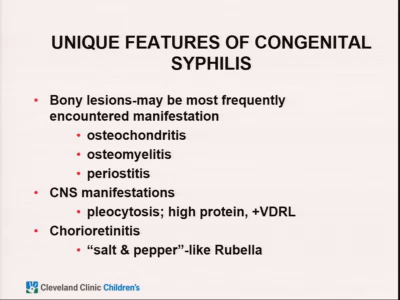 UNIQUE FEATURES OF CONGENITAL
SYPHILIS
• Bony lesions-may be most frequently
encountered manifestation
• osteochondritis
• osteomyelitis
• periostitis
• CNS manifestations
• pleocytosis; high protein, +VDRL
• Chorioretinitis
• “salt & pepper”-like Rubella
Cleveland Clinic Children's